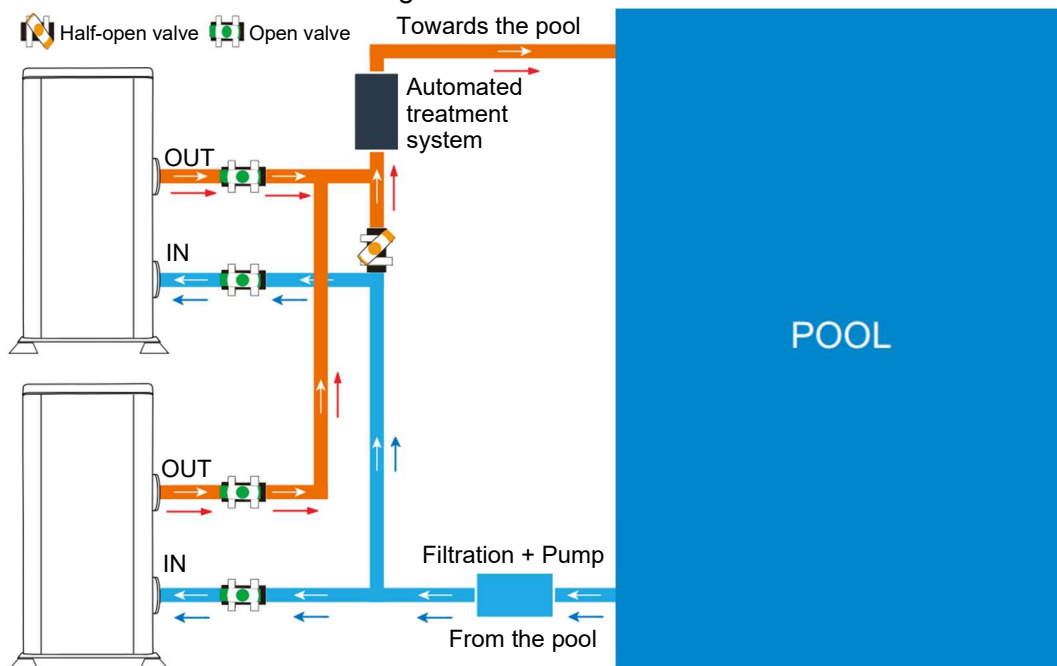 Half-open valve
Open valve
Towards the pool
Automated
treatment
system
OUT
IN
POOL
OUT
IN
Filtration + Pump
From the pool